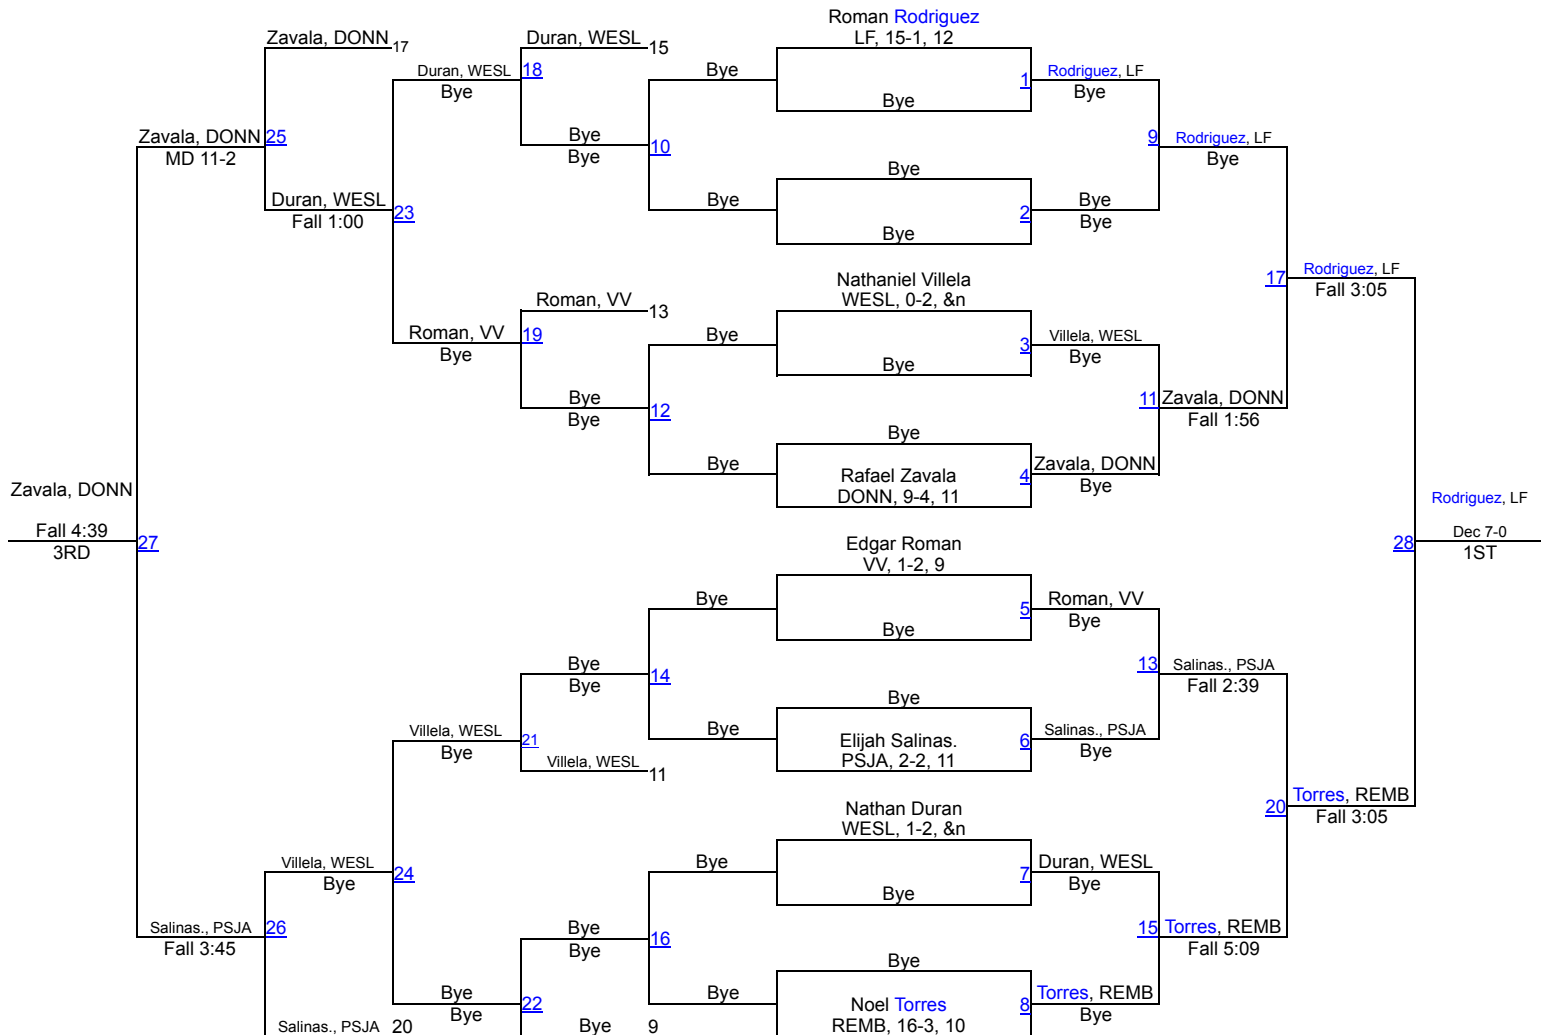 Roman Rodriguez
LF, 15-1, 12
Zavala, DONN
17
Duran, WESL
15
Duran, WESL
18
Bye
Bye
1
Rodriguez, LF
Bye
Bye
Zavala, DONN
25
MD 11-2
Bye
Bye
10
9
Rodriguez, LF
Bye
Bye
Duran, WESL
23
Fall 1:00
Bye
2
Bye
Bye
Bye
Nathaniel Villela
WESL, 0-2, &n
17
Rodriguez, LF
Fall 3:05
Roman, VV
13
Roman, VV
19
Bye
Bye
3
Villela, WESL
Bye
Bye
Bye
Bye
12
11
Zavala, DONN
Fall 1:56
Bye
Bye
Rafael Zavala
DONN, 9-4, 11
4
Zavala, DONN
Bye
Zavala, DONN
Fall 4:39
3RD
27
Rodriguez, LF
28
Dec 7-0
1ST
Edgar Roman
VV, 1-2, 9
Bye
5
Roman, VV
Bye
Bye
Bye
Bye
14
13
Salinas., PSJA
Fall 2:39
Bye
Villela, WESL
21
Bye
Bye
Elijah Salinas.
PSJA, 2-2, 11
6
Salinas., PSJA
Bye
Villela, WESL
11
20
Torres, REMB
Fall 3:05
Nathan Duran
WESL, 1-2, &n
Villela, WESL
24
Bye
Bye
7
Duran, WESL
Bye
Bye
Salinas., PSJA
26
Fall 3:45
Bye
Bye
16
15
Torres, REMB
Fall 5:09
Bye
Bye
Bye
22
Bye
Noel Torres
REMB, 16-3, 10
8
Torres, REMB
Bye
Salinas., PSJA
20
Bye
9